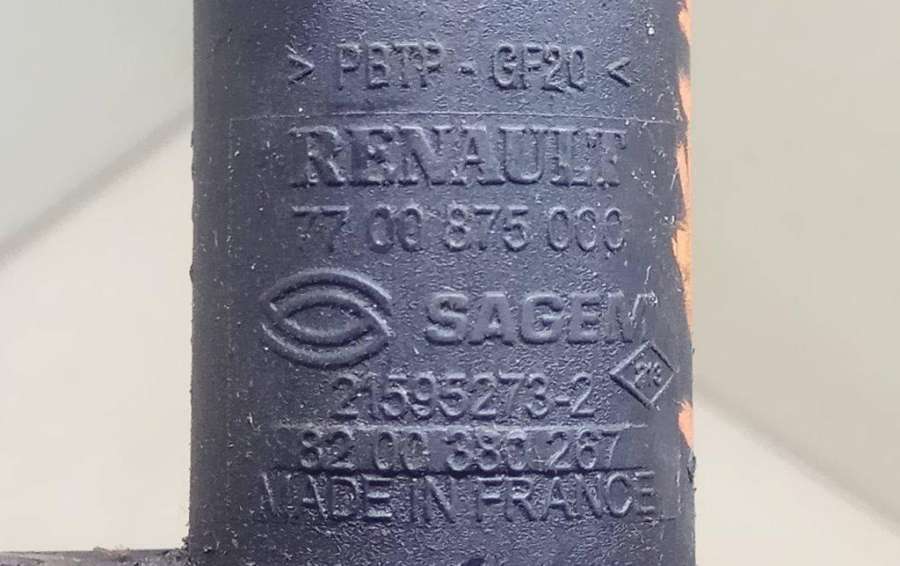 > PBTP - GF20 <
RENAULT
77 00 875 000
SAGEM
21595273-2
82 00 380 267
MADE IN FRANCE